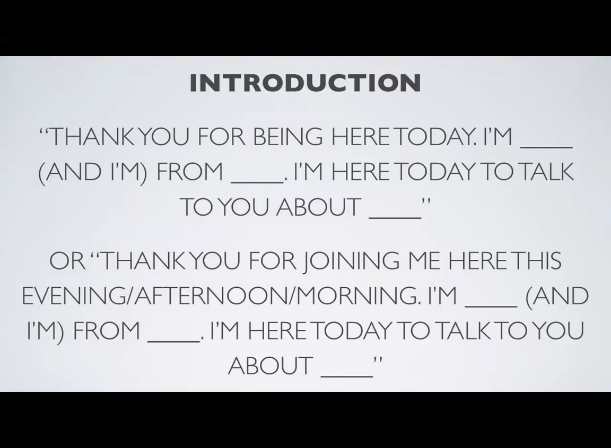 INTRODUCTION
“THANK YOU FOR BEING HERE TODAY. I’M ____
(AND I’M) FROM ____. I’M HERE TODAY TO TALK
TO YOU ABOUT ____”
OR “THANK YOU FOR JOINING ME HERE THIS
EVENING/AFTERNOON/MORNING. I’M ____ (AND
I’M) FROM ____. I’M HERE TODAY TO TALK TO YOU
ABOUT ____”